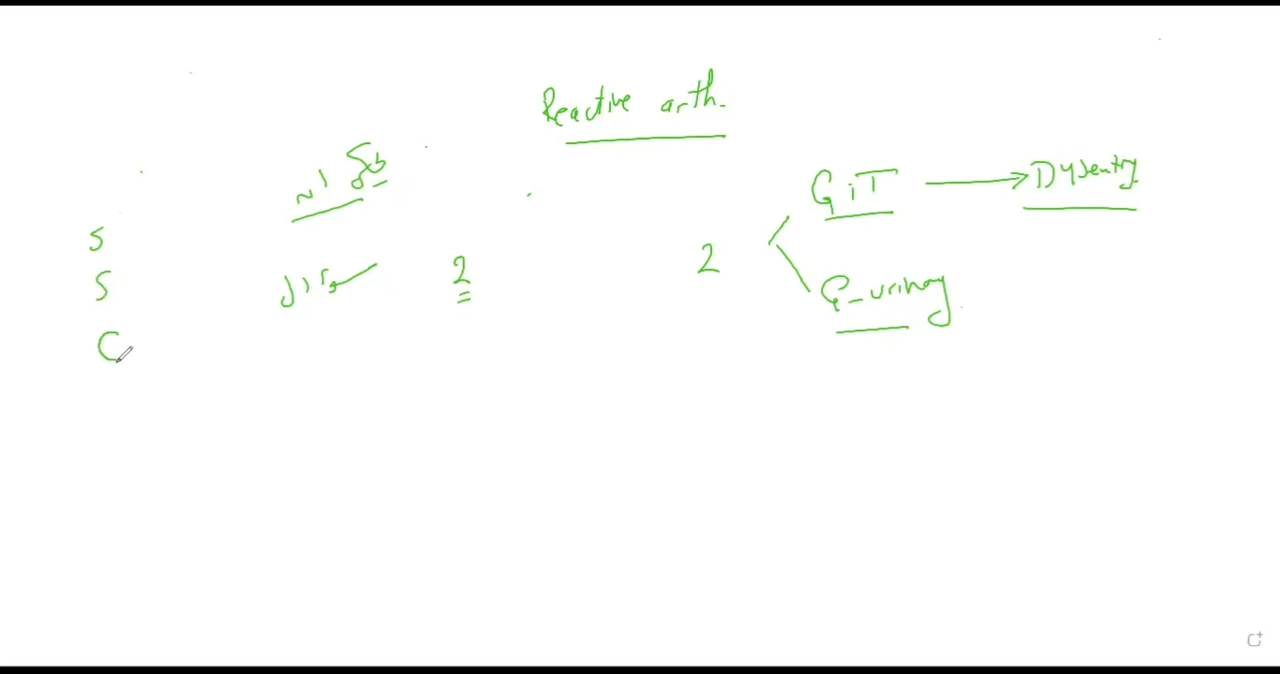 Reactive arth.
GiT → Dysentry
S
2
2
S
G-urinary
C